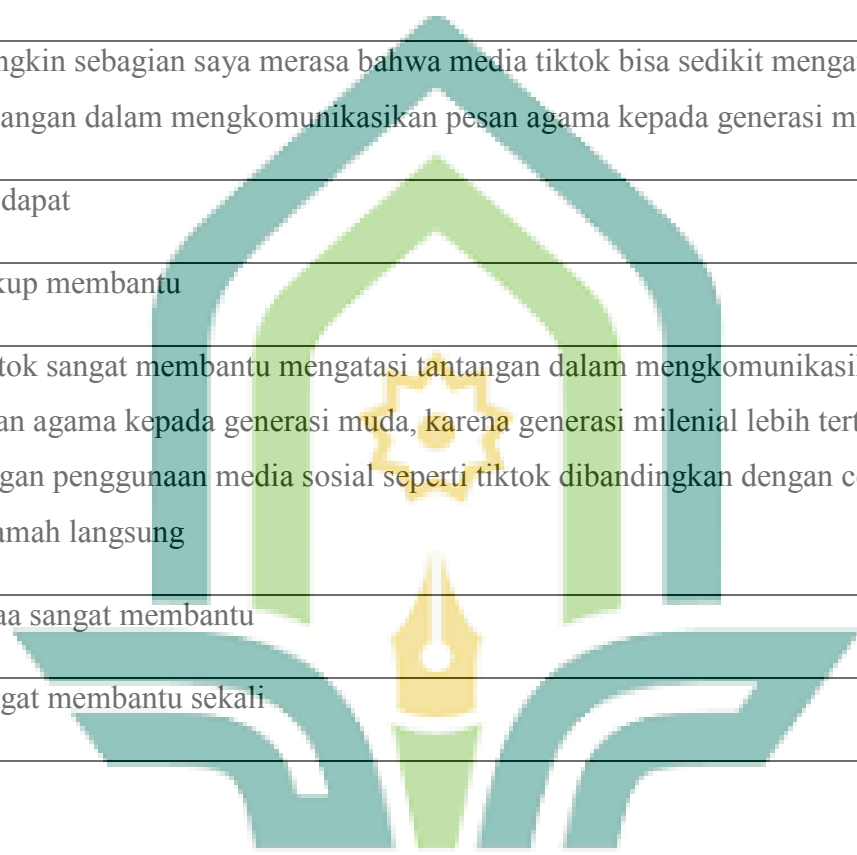 ngkin sebagian saya merasa bahwa media tiktok bisa sedikit menga
angan dalam mengkomunikasikan pesan agama kepada generasi m
dapat
kup membantu
tok sangat membantu mengatasi tantangan dalam mengkomunikasi
an agama kepada generasi muda, karena generasi milenial lebih tert
gan penggunaan media sosial seperti tiktok dibandingkan dengan c
amah langsung
aa sangat membantu
gat membantu sekali